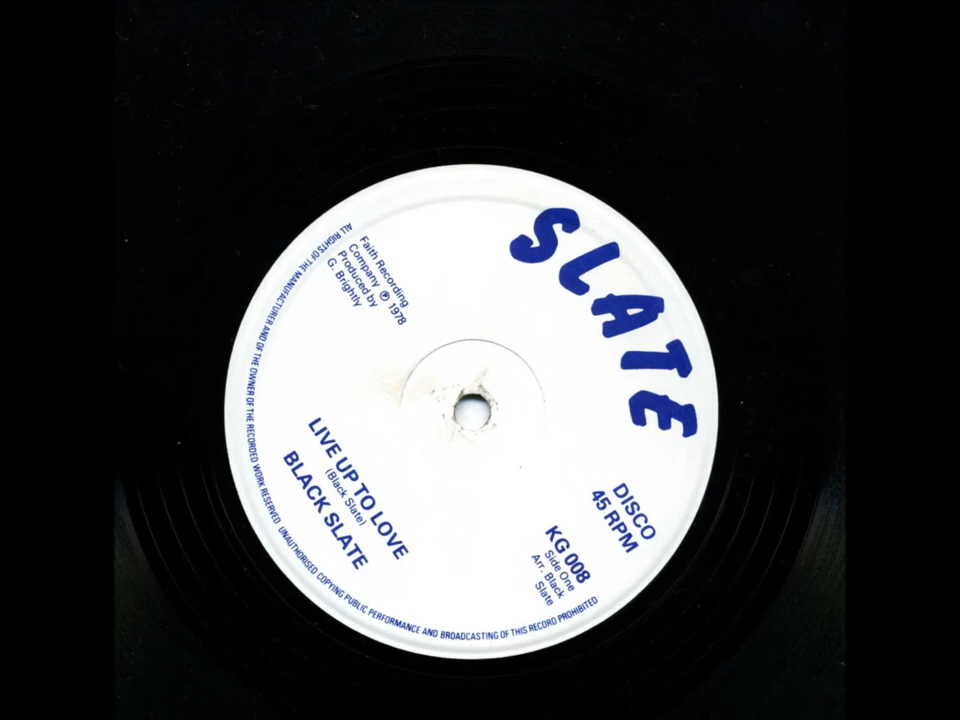 SLATE
Faith Recording
Company ℗ 1978
Produced by
G. Brightly
DISCO
45 RPM
KG 008
Side One
Arr. Black
Slate
LIVE UP TO LOVE
(Black Slate)
BLACK SLATE
ALL RIGHTS OF THE MANUFACTURER AND OF THE OWNER OF THE RECORDED WORK RESERVED UNAUTHORISED COPYING PUBLIC PERFORMANCE AND BROADCASTING OF THIS RECORD PROHIBITED